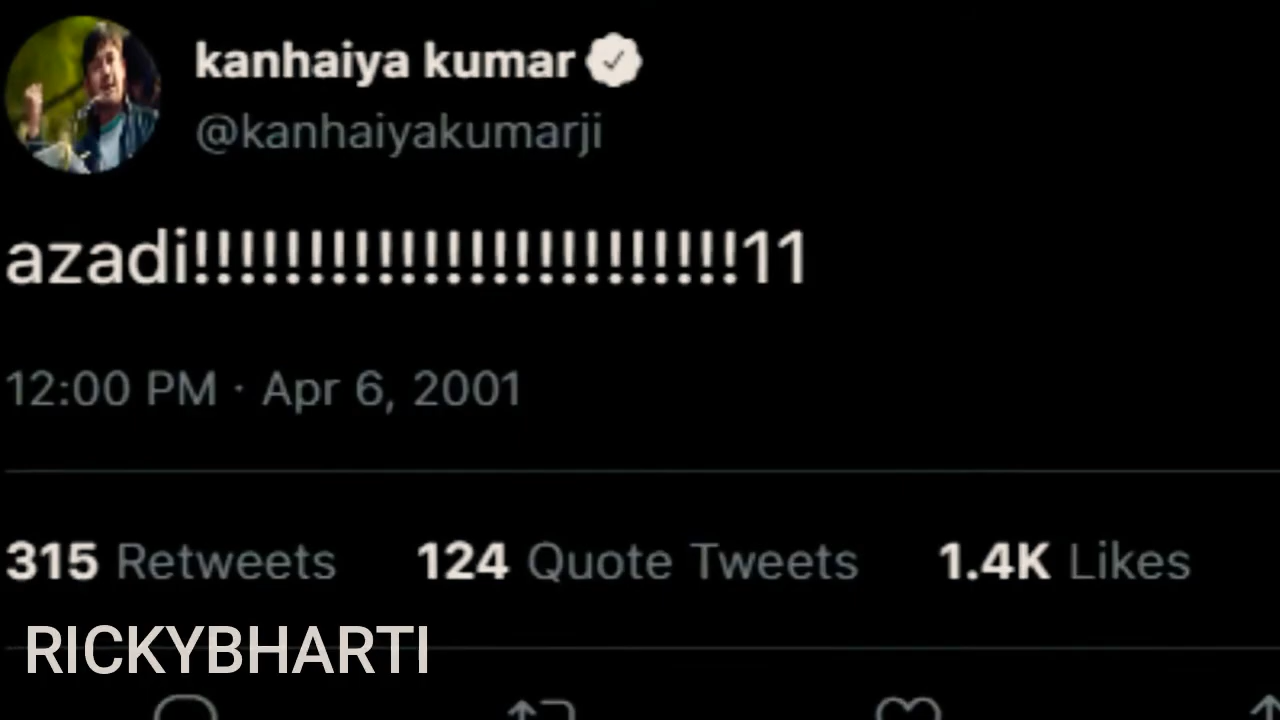 kanhaiya kumar
@kanhaiyakumarji
azadi!!!!!!!!!!!!!!!!!!!!!!!!11
12:00 PM · Apr 6, 2001
315 Retweets 124 Quote Tweets 1.4K Likes
RICKYBHARTI